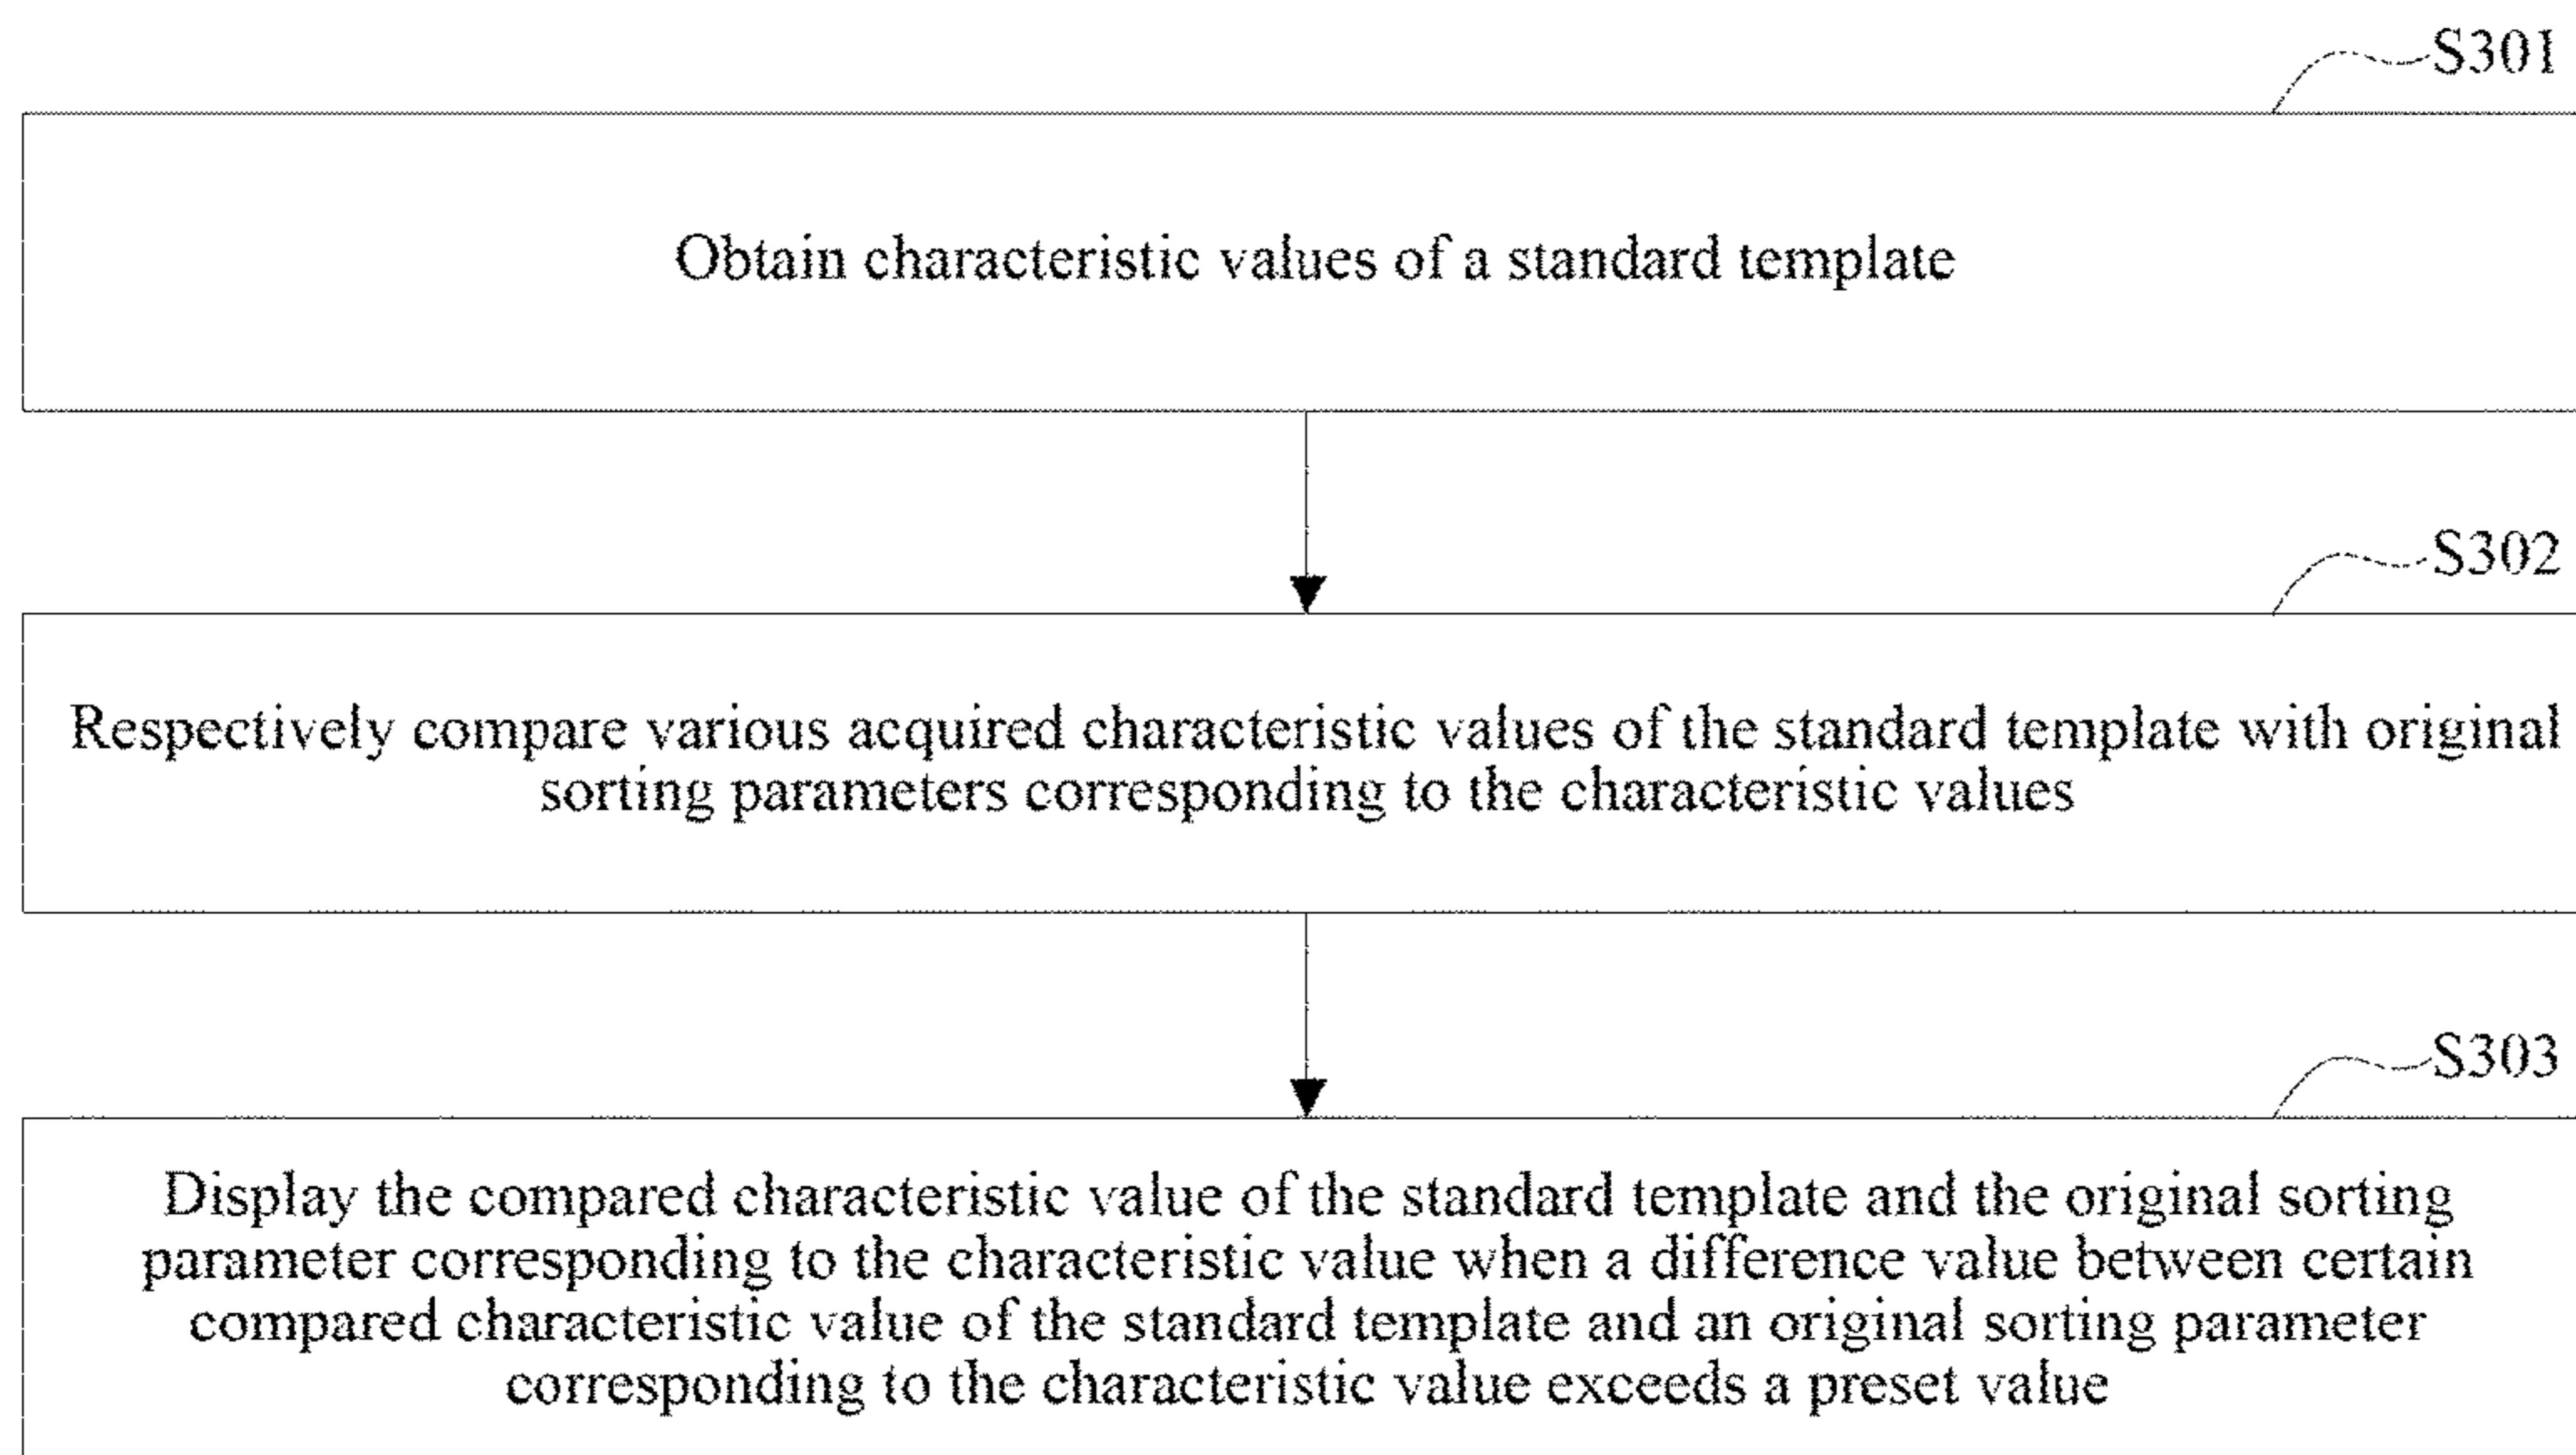 S301
Obtain characteristic values of a standard template
S302
Respectively compare various acquired characteristic values of the standard template with original
sorting parameters corresponding to the characteristic values
S303
Display the compared characteristic value of the standard template and the original sorting
parameter corresponding to the characteristic value when a difference value between certain
compared characteristic value of the standard template and an original sorting parameter
corresponding to the characteristic value exceeds a preset value